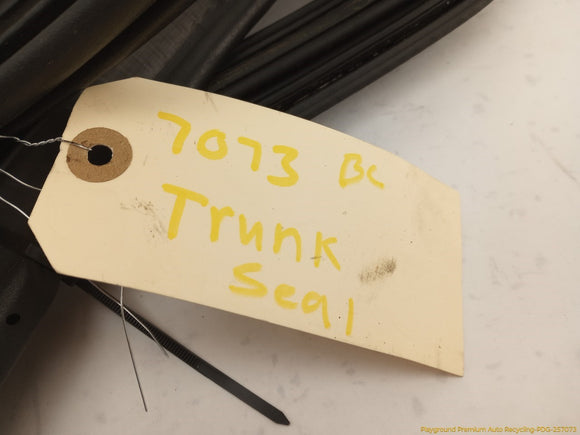 7073 BC
Trunk
Seal
Playground Premium Auto Recycling-PDG-257073